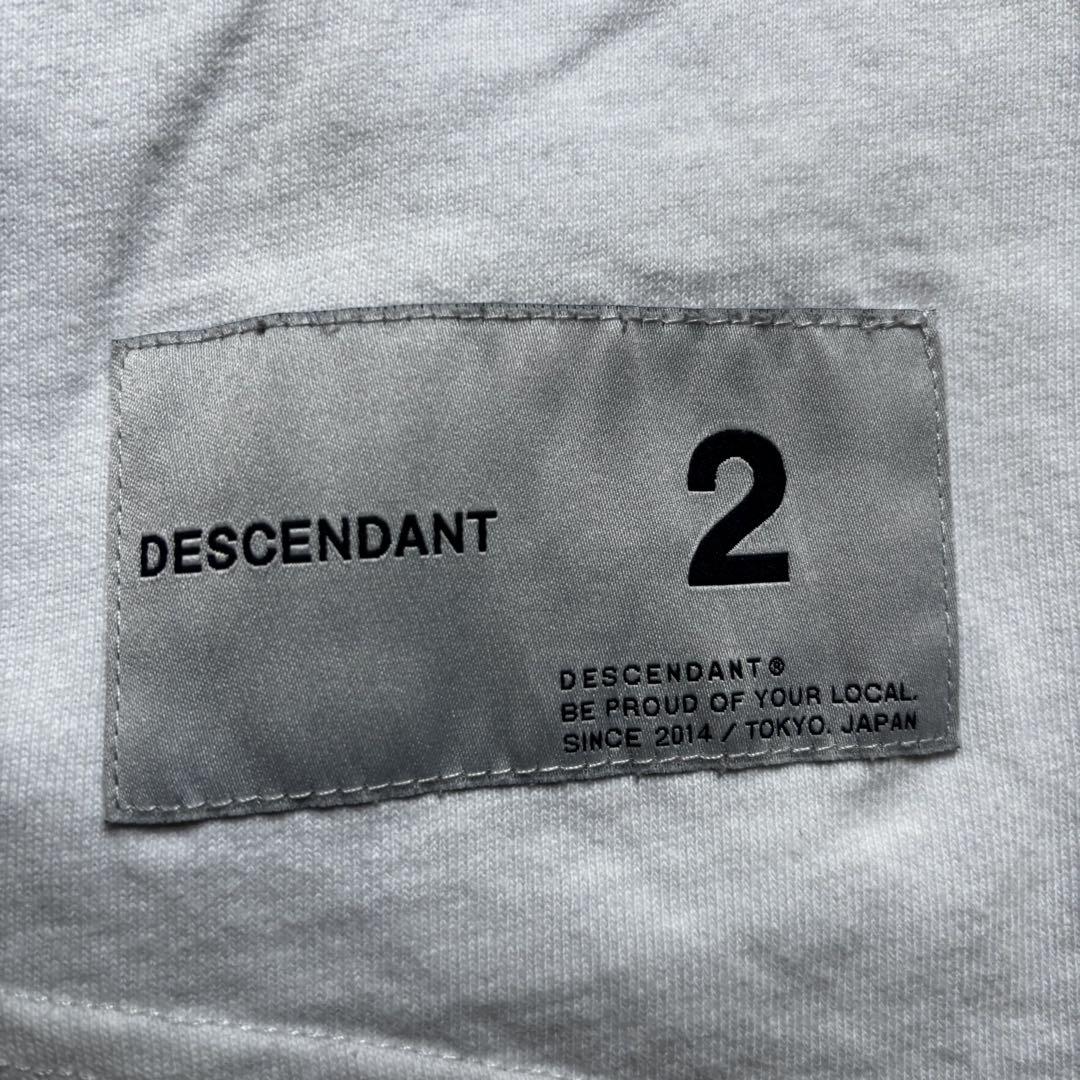 DESCENDANT
2
DESCENDANT®
BE PROUD OF YOUR LOCAL.
SINCE 2014 / TOKYO. JAPAN